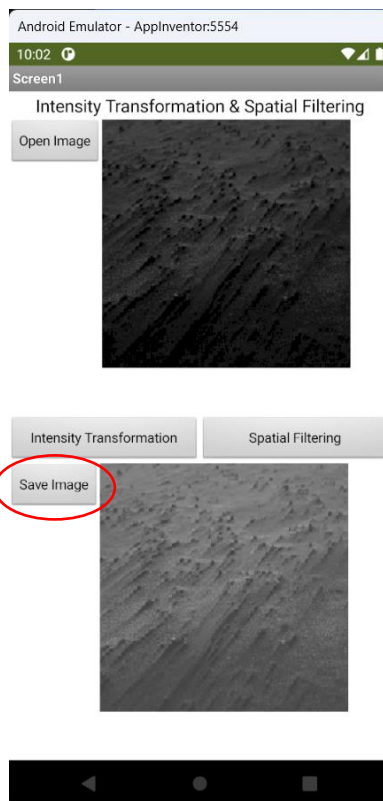 Android Emulator - AppInventor:5554
10:02
Screen1
Intensity Transformation & Spatial Filtering
Open Image
Intensity Transformation Spatial Filtering
Save Image